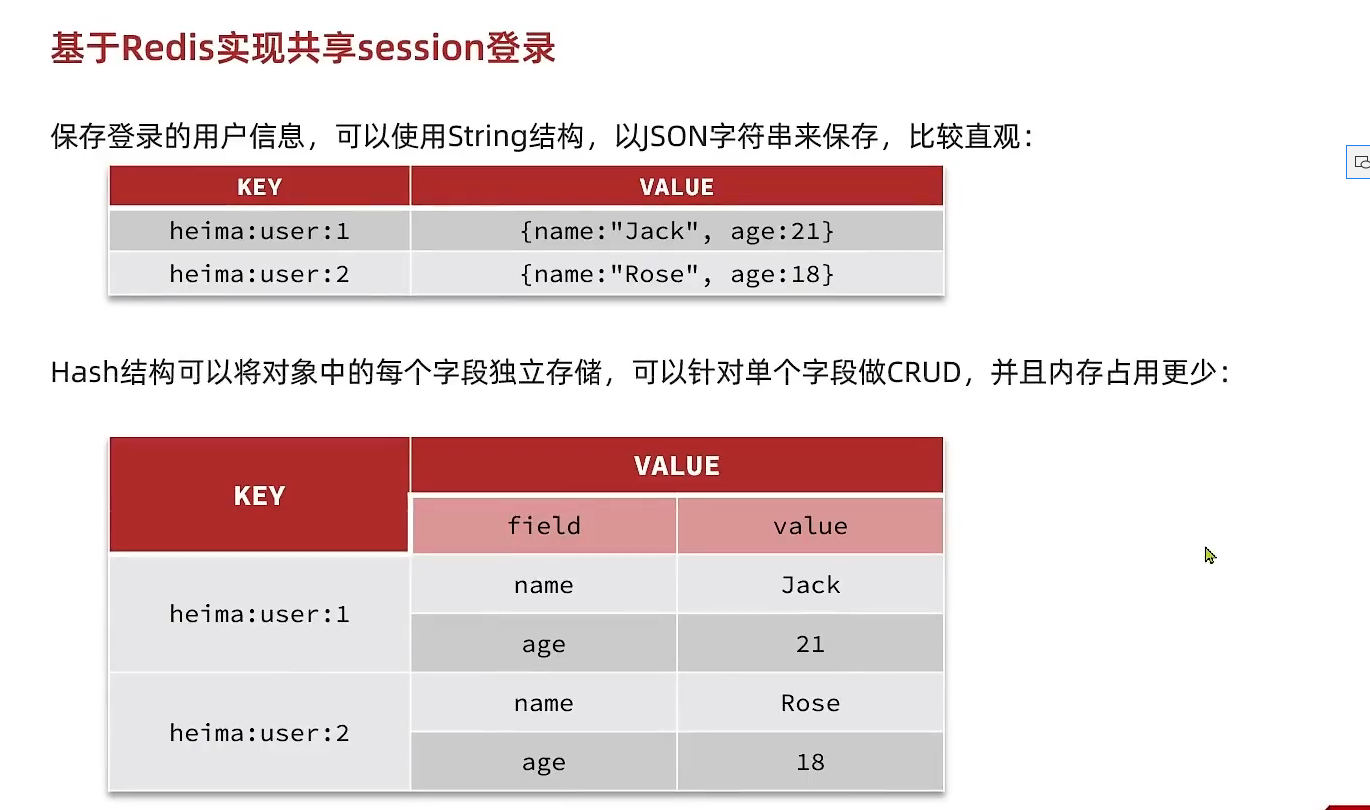 基于Redis实现共享session登录
保存登录的用户信息，可以使用String结构，以JSON字符串来保存，比较直观：
KEY VALUE
heima:user:1 {name:"Jack", age:21}
heima:user:2 {name:"Rose", age:18}
Hash结构可以将对象中的每个字段独立存储，可以针对单个字段做CRUD，并且内存占用更少：
KEY VALUE
field value
heima:user:1 name Jack
age 21
heima:user:2 name Rose
age 18